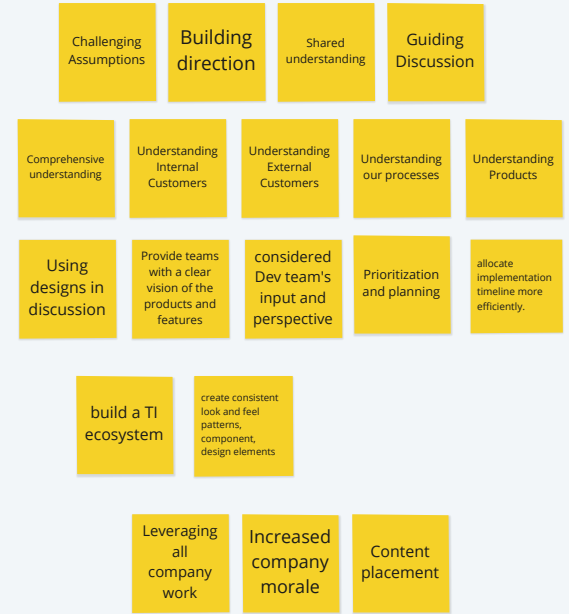 Challenging
Assumptions
Building
direction
Shared
understanding
Guiding
Discussion
Comprehensive
understanding
Understanding
Internal
Customers
Understanding
External
Customers
Understanding
our processes
Understanding
Products
Using
designs in
discussion
Provide teams
with a clear
vision of the
products and
features
considered
Dev team's
input and
perspective
Prioritization
and planning
allocate
implementation
timeline more
efficiently.
build a TI
ecosystem
create consistent
look and feel
patterns,
component,
design elements
Leveraging
all
company
work
Increased
company
morale
Content
placement